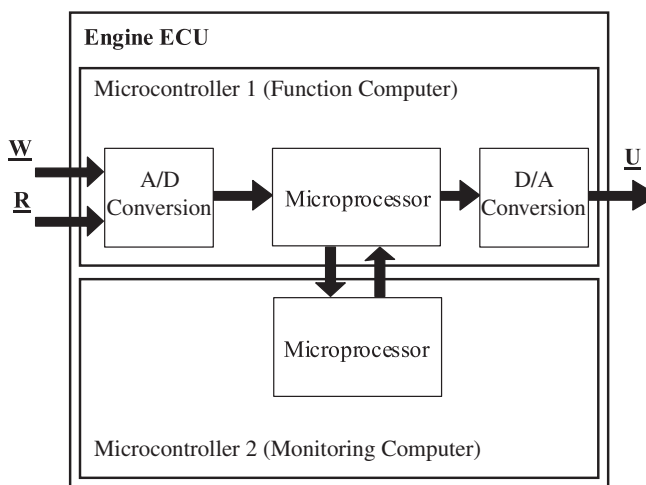 Engine ECU
Microcontroller 1 (Function Computer)
W
R
A/D
Conversion
Microprocessor
D/A
Conversion
U
Microprocessor
Microcontroller 2 (Monitoring Computer)